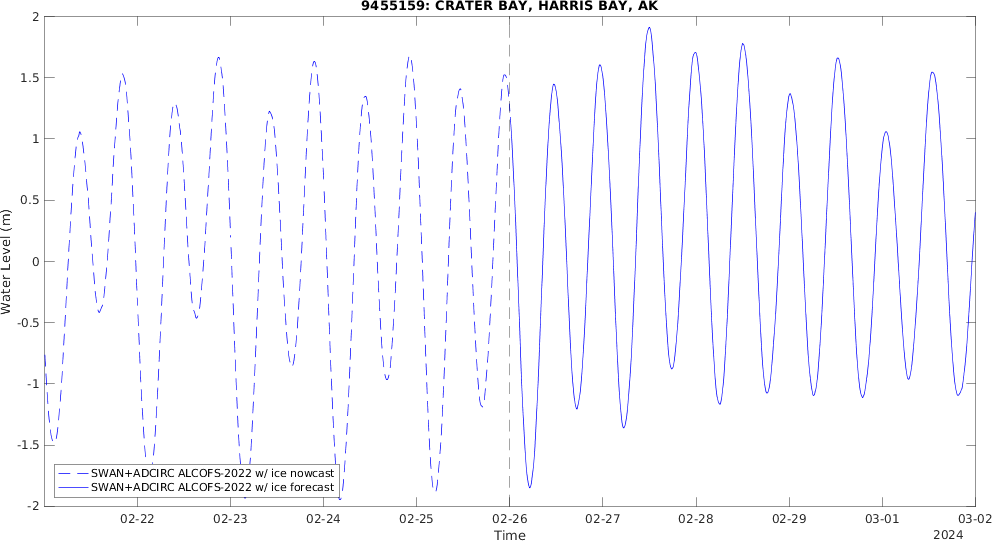 9455159: CRATER BAY, HARRIS BAY, AK
2
1.5
1
0.5
0
-0.5
-1
-1.5
-2
Water Level (m)
SWAN+ADCIRC ALCOFS-2022 w/ ice nowcast
SWAN+ADCIRC ALCOFS-2022 w/ ice forecast
02-22 02-23 02-24 02-25 02-26 02-27 02-28 02-29 03-01 03-02
Time
2024